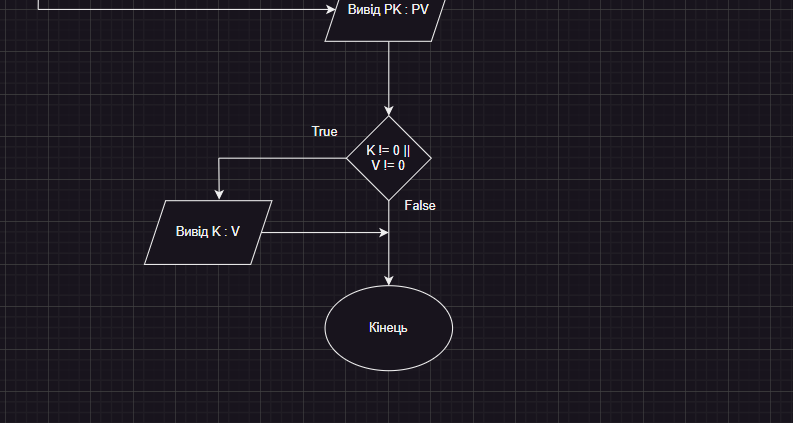 Вивід PK : PV
True
K != 0 ||
V != 0
False
Вивід K : V
Кінець